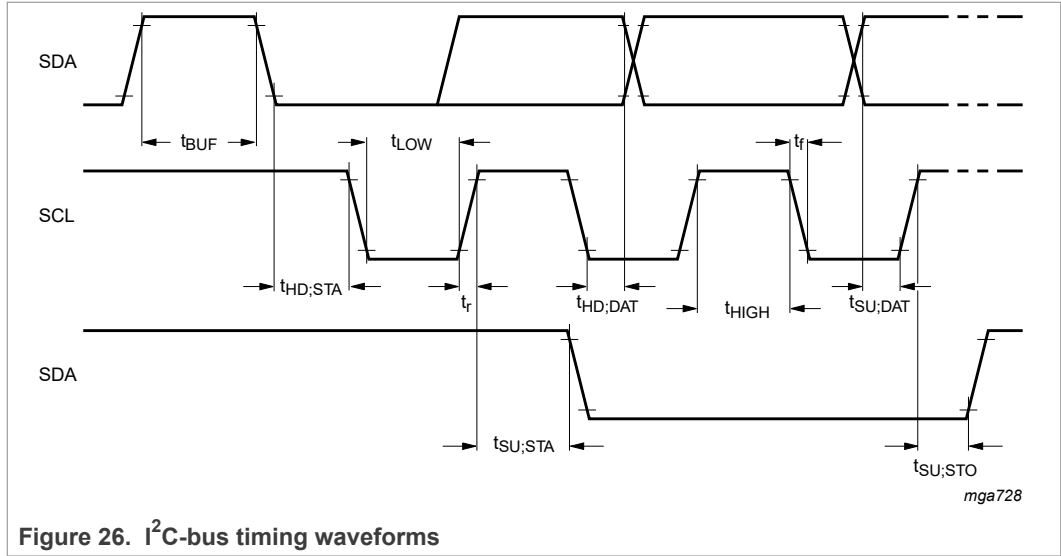 SDA
tBUF
tLOW
tf
SCL
tHD;STA
tr
tHD;DAT
tHIGH
tSU;DAT
SDA
tSU;STA
tSU;STO
mga728
Figure 26. I²C-bus timing waveforms